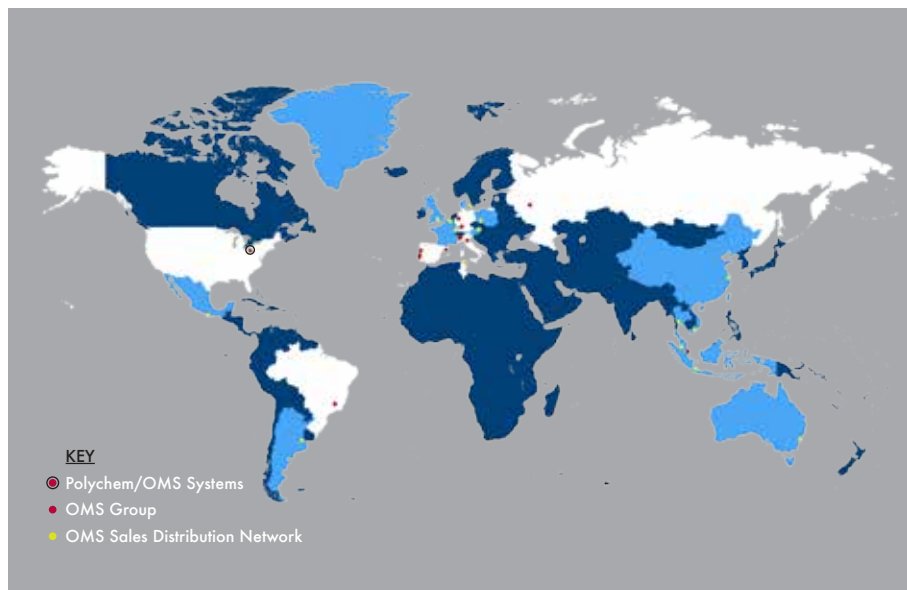 KEY
Polychem/OMS Systems
OMS Group
OMS Sales Distribution Network